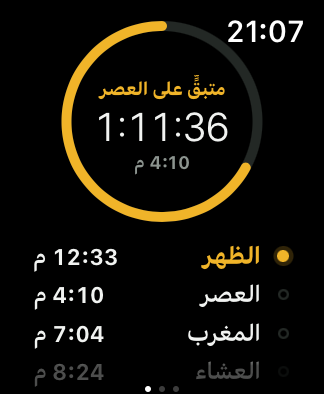 21:07
متبقٍّ على العصر
1:11:36
4:10 م
الظهر 12:33 م
العصر 4:10 م
المغرب 7:04 م
العشاء 8:24 م